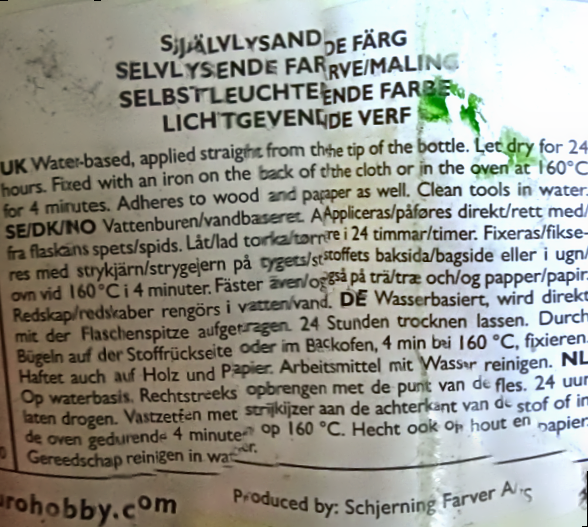 SJÄLVLYSANDE FÄRG
SELVLYSENDE FARVE/MALING
SELBSTLEUCHTENDE FARBE
LICHTGEVENDE VERF
UK Water-based, applied straight from the tip of the bottle. Let dry for 24
hours. Fixed with an iron on the back of the cloth or in the oven at 160°C
for 4 minutes. Adheres to wood and paper as well. Clean tools in water.
SE/DK/NO Vattenburen/vandbaseret. Appliceras/påføres direkt/rett med/
fra flaskans spets/spids. Låt/lad torka/tørre i 24 timmar/timer. Fixeras/fikse-
res med strykjärn/strygejern på tygets/stoffets baksida/bagside eller i ugn/
ovn vid 160°C i 4 minuter. Fäster även/også på trä/træ och/og papper/papir.
Redskap/redskaber rengörs i vatten/vand. DE Wasserbasiert, wird direkt
mit der Flaschenspitze aufgetragen. 24 Stunden trocknen lassen. Durch
Bügeln auf der Stoffrückseite oder im Backofen, 4 min bei 160 °C, fixieren.
Haftet auch auf Holz und Papier. Arbeitsmittel mit Wasser reinigen. NL
Op waterbasis. Rechtstreeks opbrengen met de punt van de fles. 24 uur
laten drogen. Vastzetten met strijkijzer aan de achterkant van de stof of in
de oven gedurende 4 minuten op 160 °C. Hecht ook op hout en papier.
Gereedschap reinigen in water.
urohobby.com
Produced by: Schjerning Farver A/S